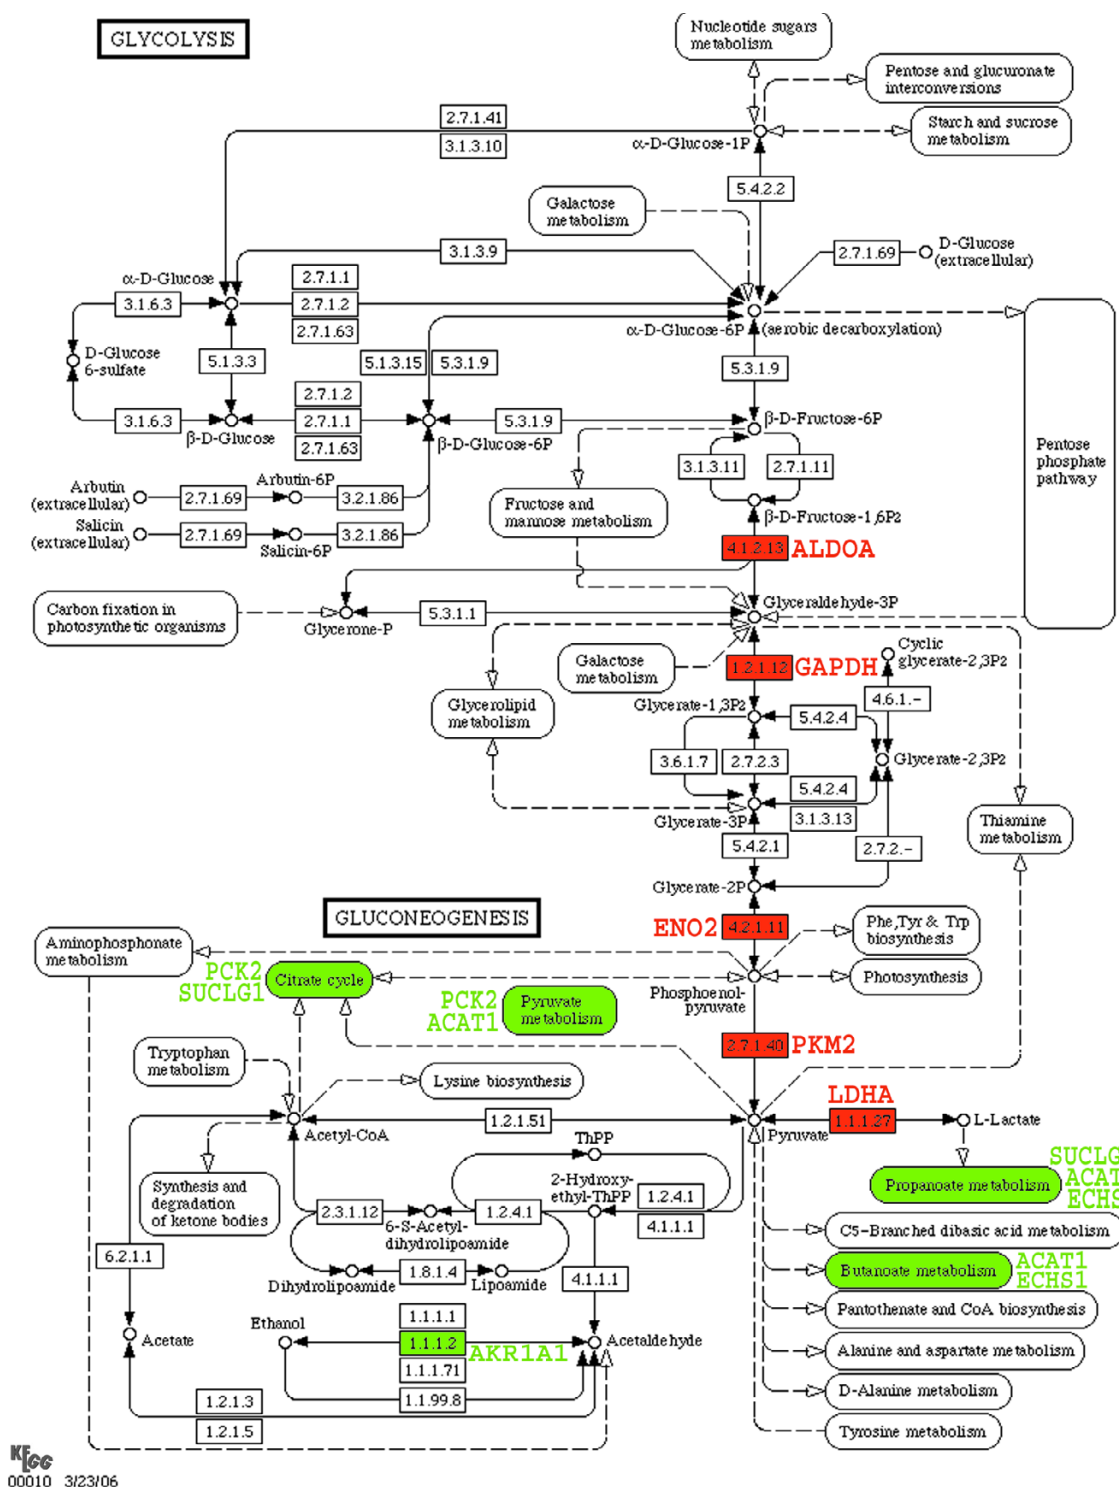 GLYCOLYSIS
Nucleotide sugars
metabolism
Pentose and glucuronate
interconversions
2.7.1.41
3.1.3.10
α-D-Glucose-1P
Starch and sucrose
metabolism
5.4.2.2
Galactose
metabolism
3.1.3.9
2.7.1.69
D-Glucose
(extracellular)
α-D-Glucose
2.7.1.1
3.1.6.3
2.7.1.2
2.7.1.63
α-D-Glucose-6P
(aerobic decarboxylation)
D-Glucose
6-sulfate
5.1.3.3
5.1.3.15
5.3.1.9
5.3.1.9
2.7.1.2
3.1.6.3
β-D-Glucose
2.7.1.1
2.7.1.63
β-D-Glucose-6P
5.3.1.9
β-D-Fructose-6P
Pentose
phosphate
pathway
3.1.3.11
2.7.1.11
Arbutin
(extracellular)
2.7.1.69
Arbutin-6P
3.2.1.86
Salicin
(extracellular)
2.7.1.69
Salicin-6P
3.2.1.86
Fructose and
mannose metabolism
β-D-Fructose-1,6P2
4.1.2.13
ALDOA
Carbon fixation in
photosynthetic organisms
Glycerone-P
5.3.1.1
Glyceraldehyde-3P
Galactose
metabolism
1.2.1.12
GAPDH
Cyclic
glycerate-2,3P2
Glycerolipid
metabolism
Glycerate-1,3P2
4.6.1.-
5.4.2.4
3.6.1.7
2.7.2.3
Glycerate-2,3P2
5.4.2.4
3.1.3.13
Glycerate-3P
Thiamine
metabolism
5.4.2.1
2.7.2.-
Glycerate-2P
GLUCONEOGENESIS
ENO2
4.2.1.11
Phe,Tyr & Trp
biosynthesis
Aminophosphonate
metabolism
PCK2
SUCLG1
Citrate cycle
Photosynthesis
Phosphoenol-
pyruvate
PCK2
ACAT1
Pyruvate
metabolism
2.7.1.40
PKM2
Tryptophan
metabolism
Lysine biosynthesis
LDHA
1.1.1.27
L-Lactate
Acetyl-CoA
1.2.1.51
Pyruvate
ThPP
SUCLG
ACAT
ECHS
Propanoate metabolism
Synthesis and
degradation
of ketone bodies
2-Hydroxy-
ethyl-ThPP
1.2.4.1
4.1.1.1
2.3.1.12
6-S-Acetyl-
dihydrolipoamide
1.2.4.1
C5-Branched dibasic acid metabolism
6.2.1.1
Dihydrolipoamide
1.8.1.4
Lipoamide
4.1.1.1
Butanoate metabolism
ACAT1
ECHS1
Pantothenate and CoA biosynthesis
Acetate
Ethanol
1.1.1.1
1.1.1.2
AKR1A1
Acetaldehyde
1.1.1.71
1.1.99.8
Alanine and aspartate metabolism
D-Alanine metabolism
1.2.1.3
1.2.1.5
Tyrosine metabolism
KEGG
00010 3/23/06